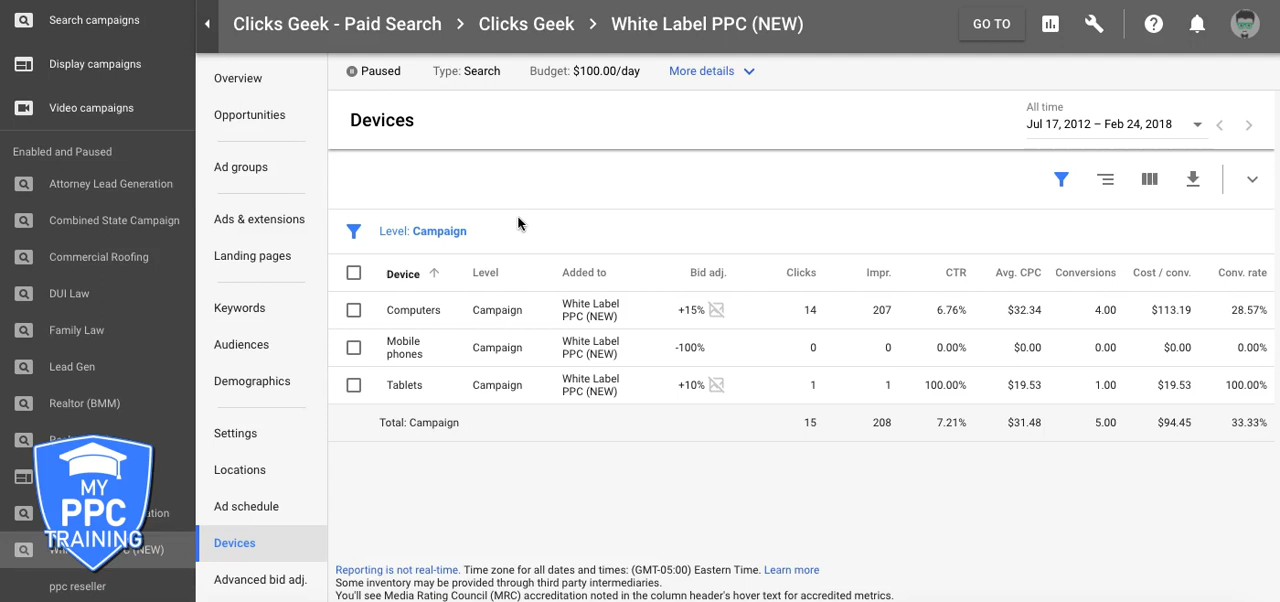 Search campaigns
Display campaigns
Video campaigns
Enabled and Paused
Attorney Lead Generation
Combined State Campaign
Commercial Roofing
DUI Law
Family Law
Lead Gen
Realtor (BMM)
(NEW)
ppc reseller
MY
PPC
TRAINING
Clicks Geek - Paid Search > Clicks Geek > White Label PPC (NEW)
GO TO
Overview
Opportunities
Ad groups
Ads & extensions
Landing pages
Keywords
Audiences
Demographics
Settings
Locations
Ad schedule
Devices
Advanced bid adj.
Paused Type: Search Budget: $100.00/day More details
Devices
All time
Jul 17, 2012 – Feb 24, 2018
Level: Campaign
Device Level Added to Bid adj. Clicks Impr. CTR Avg. CPC Conversions Cost / conv. Conv. rate
Computers Campaign White Label PPC (NEW) +15% 14 207 6.76% $32.34 4.00 $113.19 28.57%
Mobile phones Campaign White Label PPC (NEW) -100% 0 0 0.00% $0.00 0.00 $0.00 0.00%
Tablets Campaign White Label PPC (NEW) +10% 1 1 100.00% $19.53 1.00 $19.53 100.00%
Total: Campaign 15 208 7.21% $31.48 5.00 $94.45 33.33%
Reporting is not real-time. Time zone for all dates and times: (GMT-05:00) Eastern Time. Learn more
Some inventory may be provided through third party intermediaries.
You'll see Media Rating Council (MRC) accreditation noted in the column header's hover text for accredited metrics.